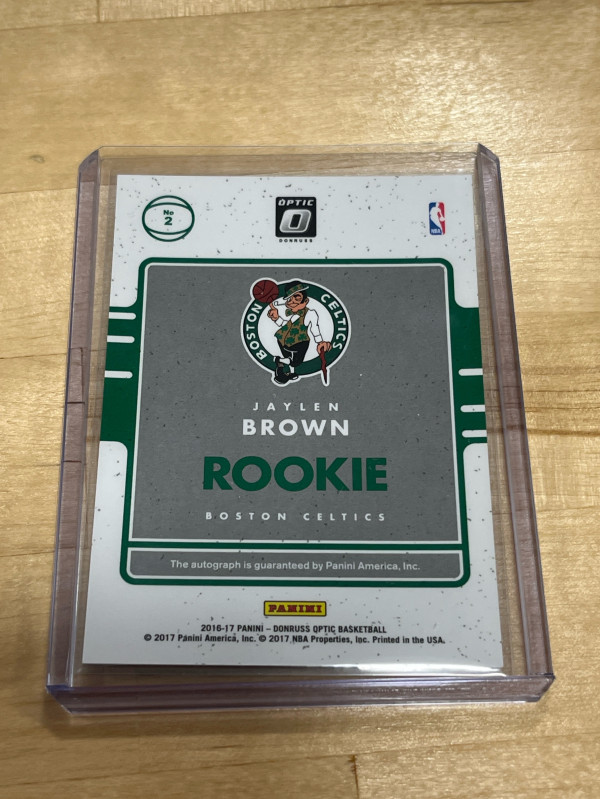 No
2
OPTIC
DONRUSS
NBA
BOSTON CELTICS
JAYLEN
BROWN
ROOKIE
BOSTON CELTICS
The autograph is guaranteed by Panini America, Inc.
PANINI
2016-17 PANINI – DONRUSS OPTIC BASKETBALL
© 2017 Panini America, Inc. © 2017 NBA Properties, Inc. Printed in the USA.